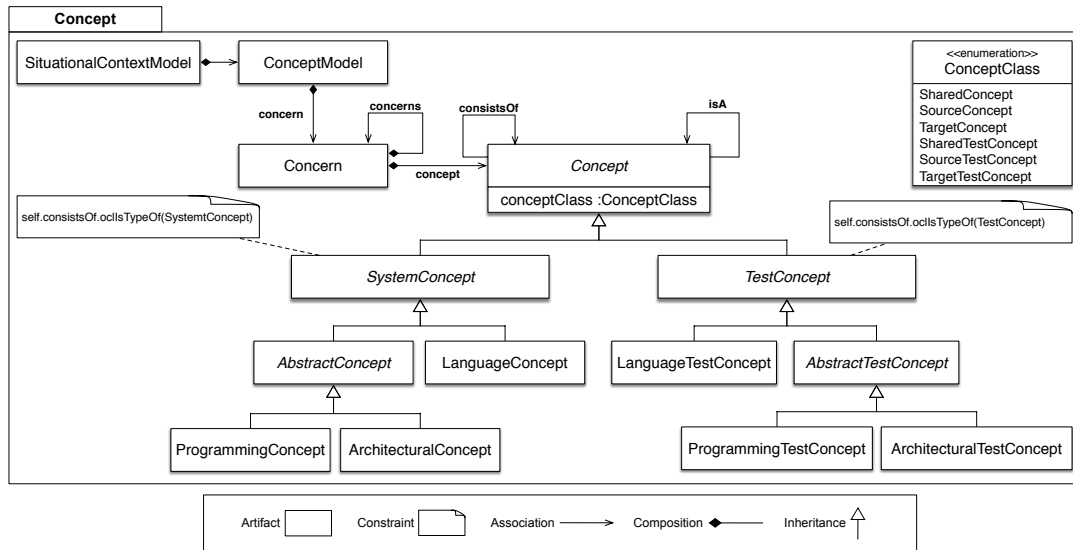 Concept
SituationalContextModel
ConceptModel
<<enumeration>>
ConceptClass
SharedConcept
SourceConcept
TargetConcept
SharedTestConcept
SourceTestConcept
TargetTestConcept
concern
concerns
consistsOf
isA
Concern
concept
Concept
conceptClass :ConceptClass
self.consistsOf.oclIsTypeOf(SystemtConcept)
self.consistsOf.oclIsTypeOf(TestConcept)
SystemConcept
TestConcept
AbstractConcept
LanguageConcept
LanguageTestConcept
AbstractTestConcept
ProgrammingConcept
ArchitecturalConcept
ProgrammingTestConcept
ArchitecturalTestConcept
Artifact
Constraint
Association
Composition
Inheritance